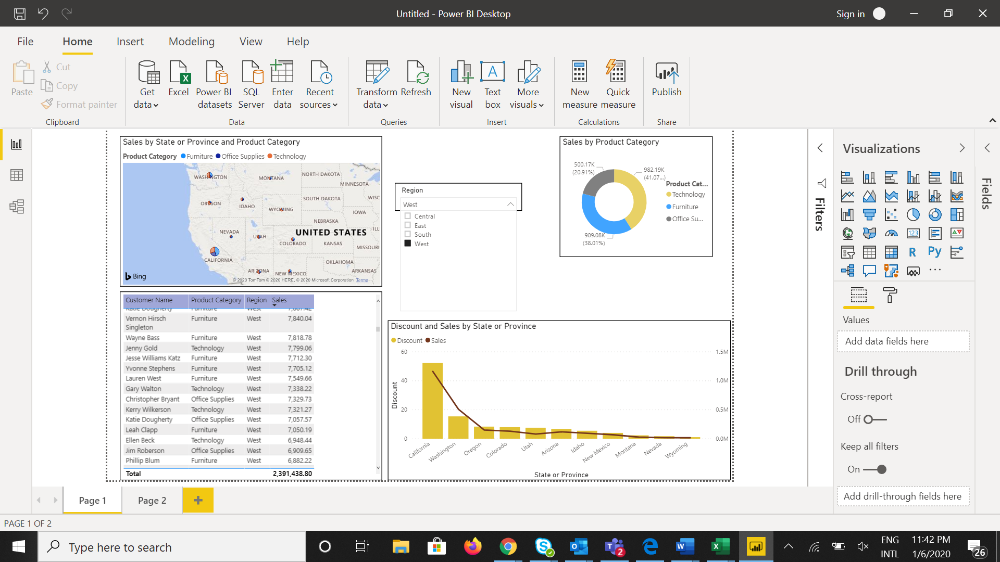 Untitled - Power BI Desktop
Sign in
File Home Insert Modeling View Help
Paste
Cut
Copy
Format painter
Clipboard
Get data
Excel
Power BI datasets
SQL Server
Enter data
Recent sources
Data
Transform data
Refresh
Queries
New visual
Text box
More visuals
Insert
New measure
Quick measure
Calculations
Publish
Share
Sales by State or Province and Product Category
Product Category Furniture Office Supplies Technology
WASHINGTON
MONTANA
NORTH DAKOTA
MINNESOTA
OREGON
IDAHO
SOUTH DAKOTA
WISC
WYOMING
IOWA
NEBRASKA
NEVADA
UTAH
UNITED STATES
ILLI
COLORADO
KANSAS
MISSOURI
CALIFORNIA
OKLAHOMA
ARIZONA
NEW MEXICO
ARKANSAS
Bing
© 2020 TomTom © 2020 HERE, © 2020 Microsoft Corporation Terms
Region
West
Central
East
South
West
Sales by Product Category
500.17K
(20.91%)
982.19K
(41.07...)
909.08K
(38.01%)
Product Cat...
Technology
Furniture
Office Su...
Customer Name Product Category Region Sales
Katie Dougherty Furniture West 7,867.42
Vernon Hirsch Singleton Furniture West 7,840.04
Wayne Bass Furniture West 7,818.78
Jenny Gold Technology West 7,799.06
Jesse Williams Katz Furniture West 7,712.30
Yvonne Stephens Furniture West 7,705.12
Lauren West Furniture West 7,549.66
Gary Walton Technology West 7,338.22
Christopher Bryant Office Supplies West 7,329.73
Kerry Wilkerson Technology West 7,321.27
Katie Dougherty Office Supplies West 7,057.57
Leah Clapp Furniture West 7,050.19
Ellen Beck Technology West 6,948.44
Jim Roberson Office Supplies West 6,909.65
Phillip Blum Furniture West 6,882.22
Total 2,391,438.80
Discount and Sales by State or Province
Discount Sales
60
40
20
0
Discount
1.5M
1.0M
0.5M
0.0M
California
Washington
Oregon
Colorado
Utah
Arizona
Idaho
New Mexico
Montana
Nevada
Wyoming
State or Province
Filters
Visualizations
R
Py
123
Values
Add data fields here
Drill through
Cross-report
Off
Keep all filters
On
Add drill-through fields here
Fields
Page 1
Page 2
PAGE 1 OF 2
Type here to search
2
ENG
INTL
11:42 PM
1/6/2020
26